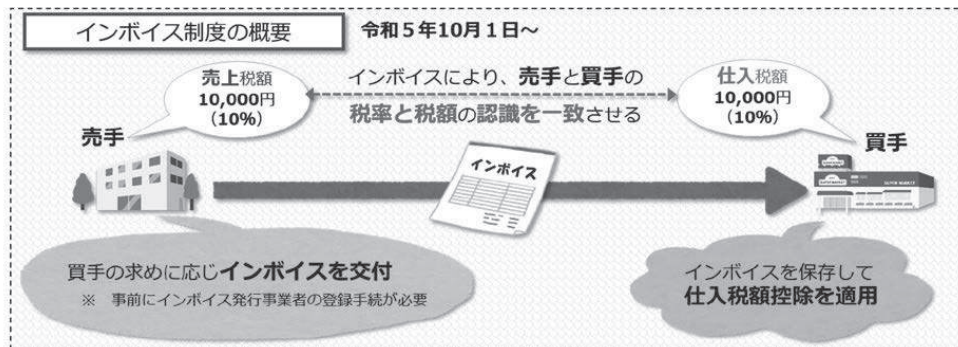 インボイス制度の概要
令和５年10月１日～
売上税額
10,000円
（10%）
インボイスにより、売手と買手の
税率と税額の認識を一致させる
仕入税額
10,000円
（10%）
売手
買手
インボイス
買手の求めに応じインボイスを交付
※　事前にインボイス発行事業者の登録手続が必要
インボイスを保存して
仕入税額控除を適用